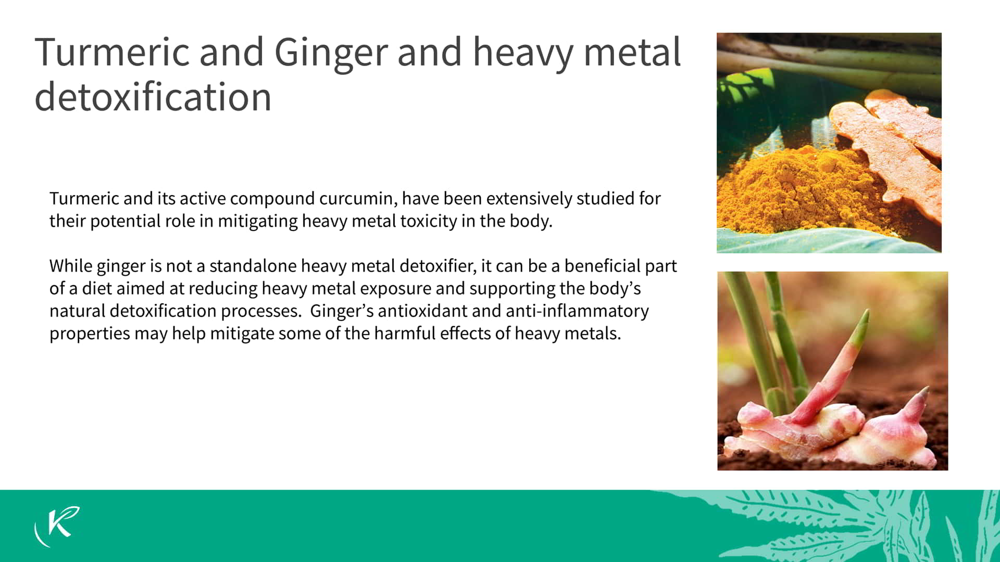 Turmeric and Ginger and heavy metal
detoxification
Turmeric and its active compound curcumin, have been extensively studied for
their potential role in mitigating heavy metal toxicity in the body.
While ginger is not a standalone heavy metal detoxifier, it can be a beneficial part
of a diet aimed at reducing heavy metal exposure and supporting the body’s
natural detoxification processes.  Ginger’s antioxidant and anti-inflammatory
properties may help mitigate some of the harmful effects of heavy metals.
K